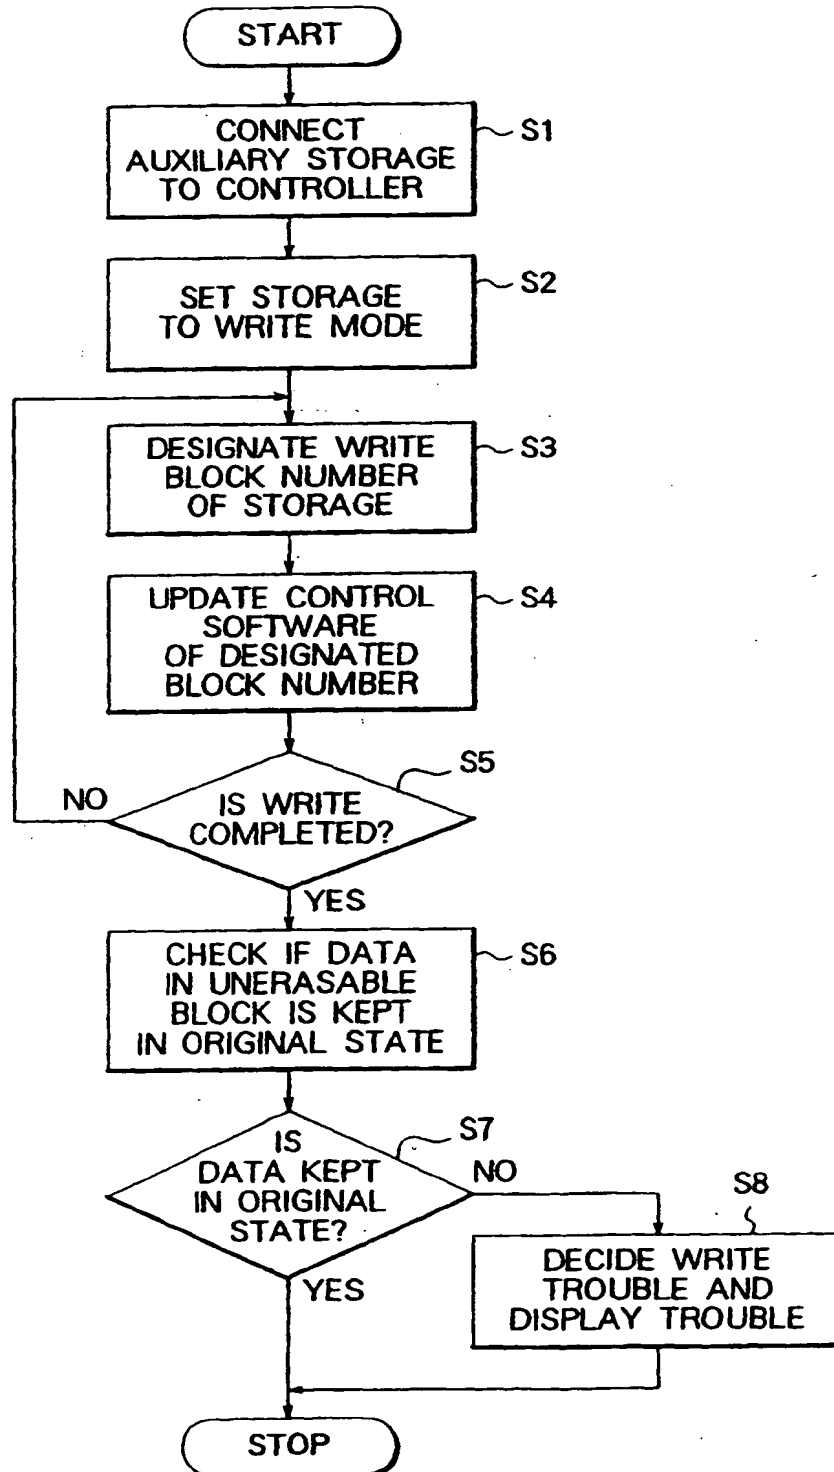 START
CONNECT
AUXILIARY STORAGE
TO CONTROLLER
S1
SET STORAGE
TO WRITE MODE
S2
DESIGNATE WRITE
BLOCK NUMBER
OF STORAGE
S3
UPDATE CONTROL
SOFTWARE
OF DESIGNATED
BLOCK NUMBER
S4
S5
NO
IS WRITE
COMPLETED?
YES
CHECK IF DATA
IN UNERASABLE
BLOCK IS KEPT
IN ORIGINAL STATE
S6
S7
IS
DATA KEPT
IN ORIGINAL
STATE?
NO
YES
S8
DECIDE WRITE
TROUBLE AND
DISPLAY TROUBLE
STOP